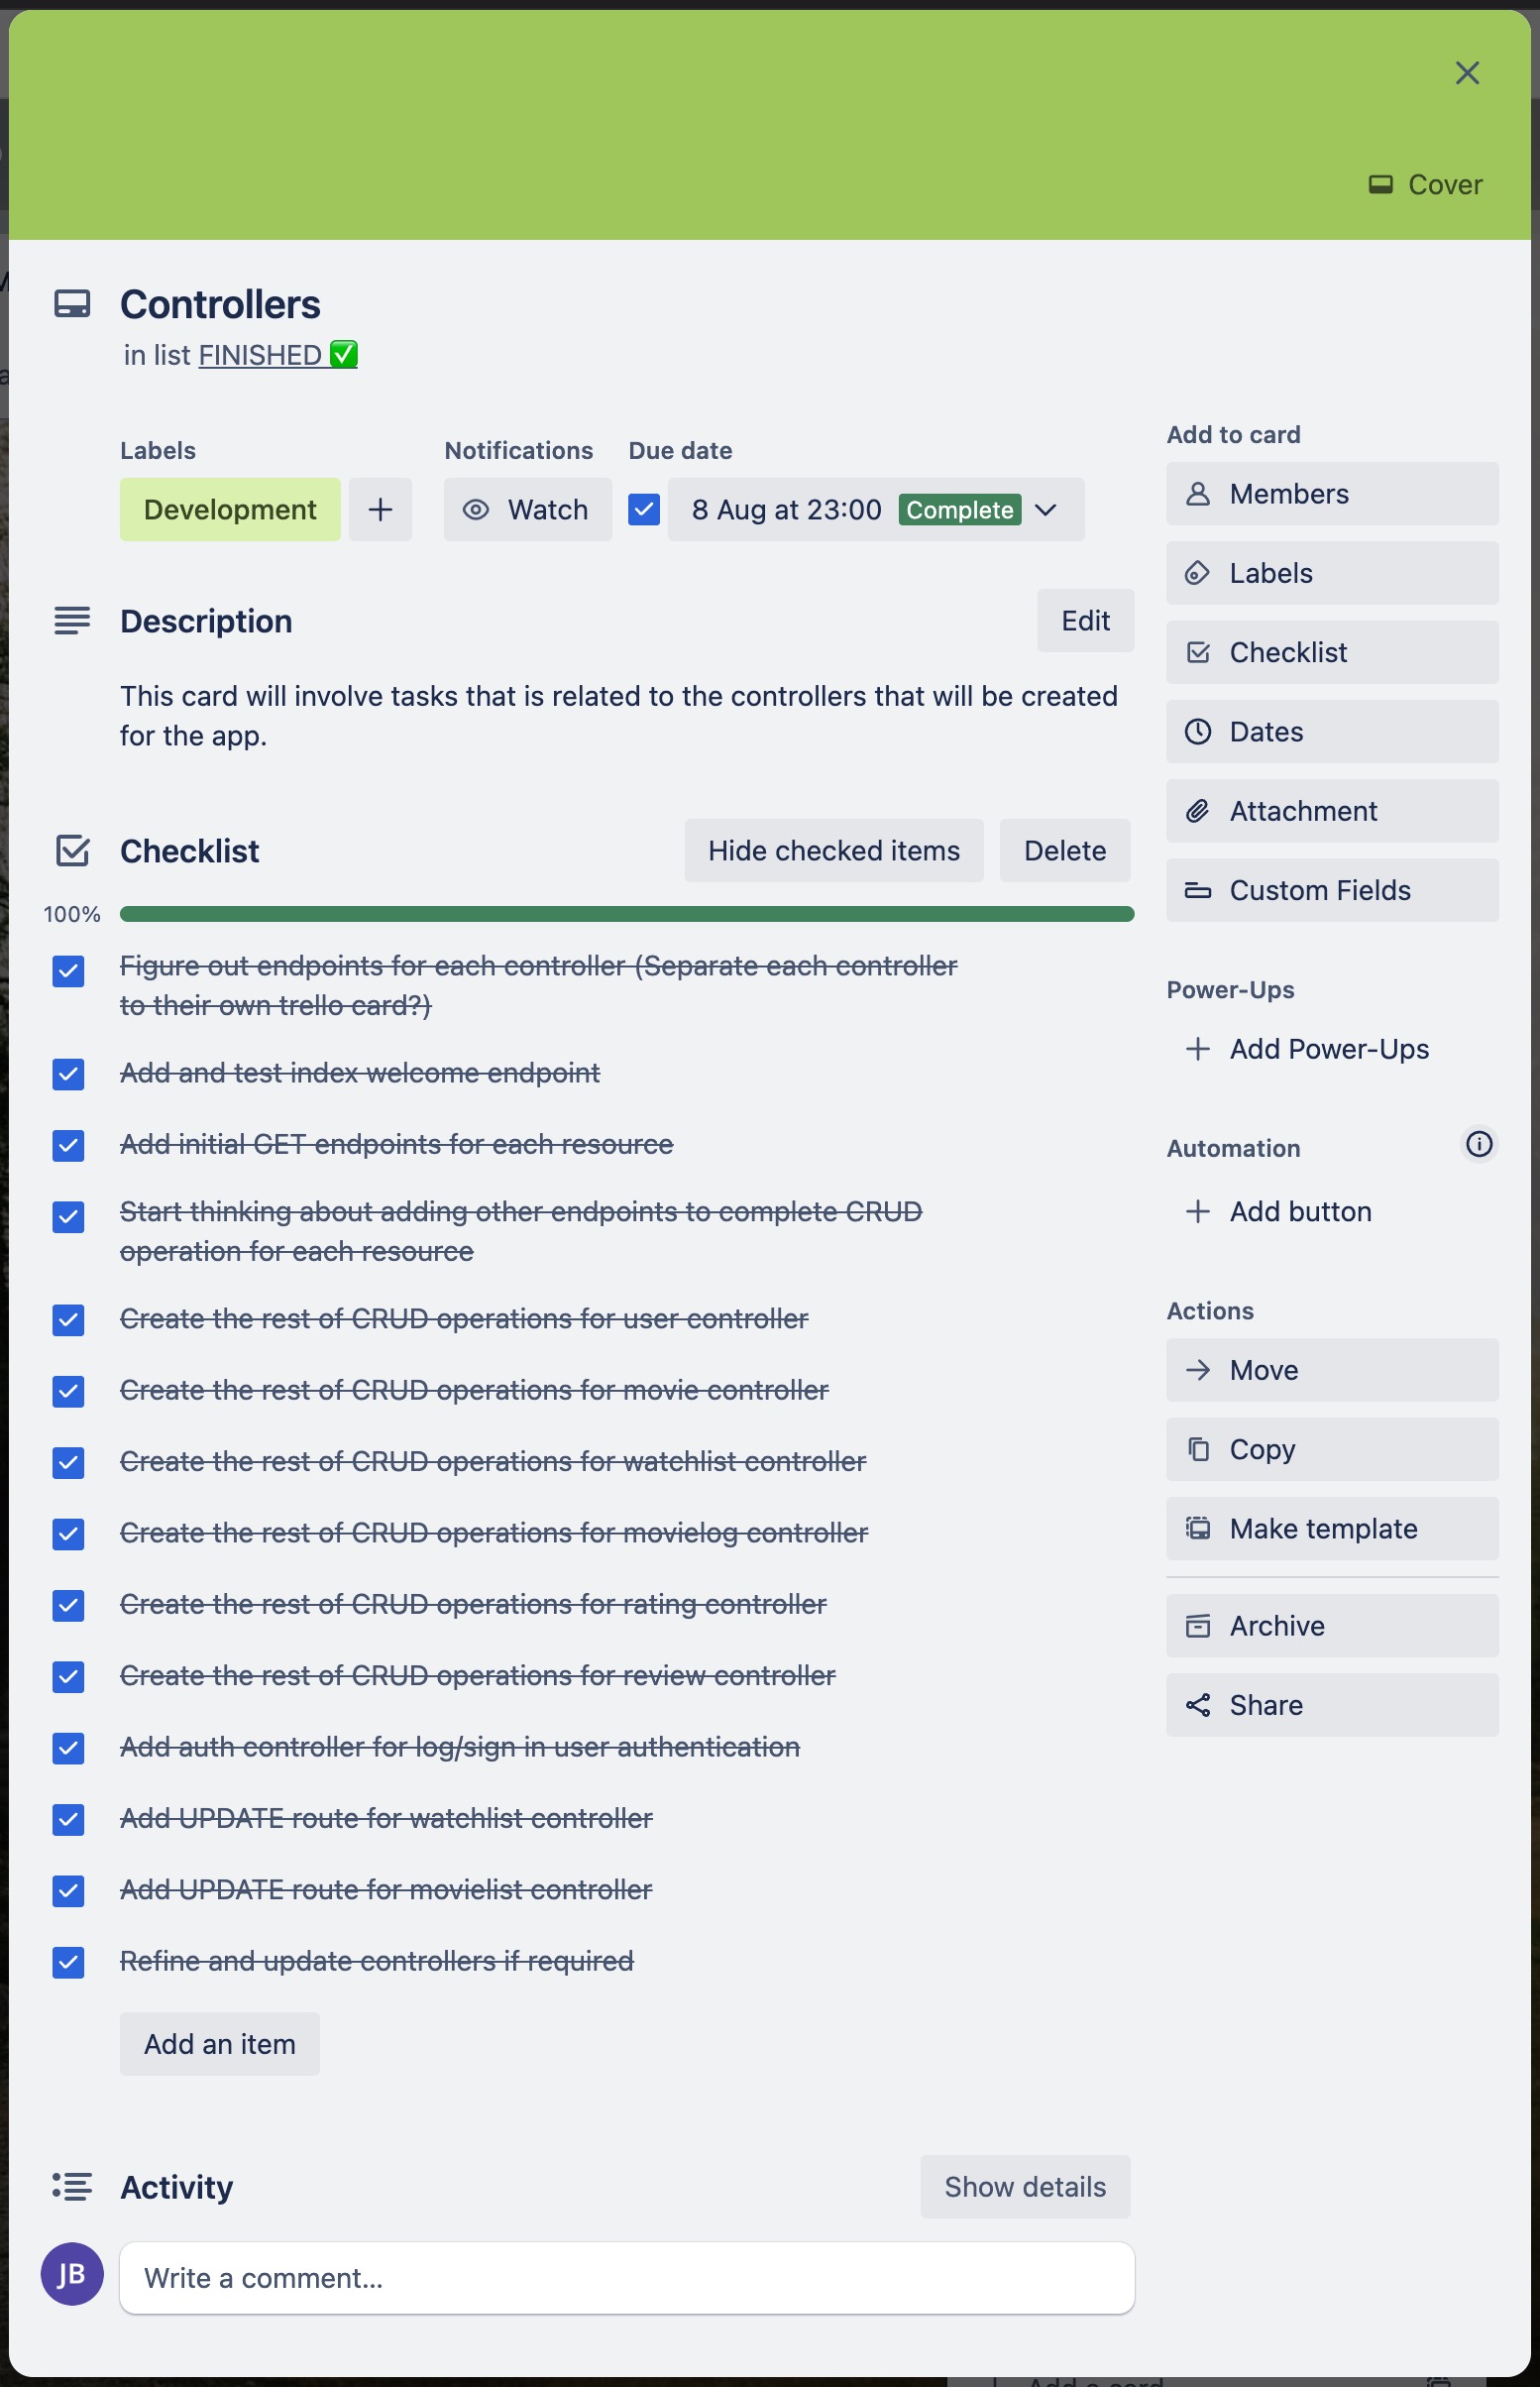 Cover
Controllers
in list FINISHED ✅
Labels
Notifications
Due date
Development
Watch
8 Aug at 23:00
Complete
Description
Edit
This card will involve tasks that is related to the controllers that will be created
for the app.
Checklist
Hide checked items
Delete
100%
Figure out endpoints for each controller (Separate each controller
to their own trello card?)
Add and test index welcome endpoint
Add initial GET endpoints for each resource
Start thinking about adding other endpoints to complete CRUD
operation for each resource
Create the rest of CRUD operations for user controller
Create the rest of CRUD operations for movie controller
Create the rest of CRUD operations for watchlist controller
Create the rest of CRUD operations for movielog controller
Create the rest of CRUD operations for rating controller
Create the rest of CRUD operations for review controller
Add auth controller for log/sign in user authentication
Add UPDATE route for watchlist controller
Add UPDATE route for movielist controller
Refine and update controllers if required
Add an item
Activity
Show details
JB
Write a comment...
Add to card
Members
Labels
Checklist
Dates
Attachment
Custom Fields
Power-Ups
Add Power-Ups
Automation
Add button
Actions
Move
Copy
Make template
Archive
Share
Add a card